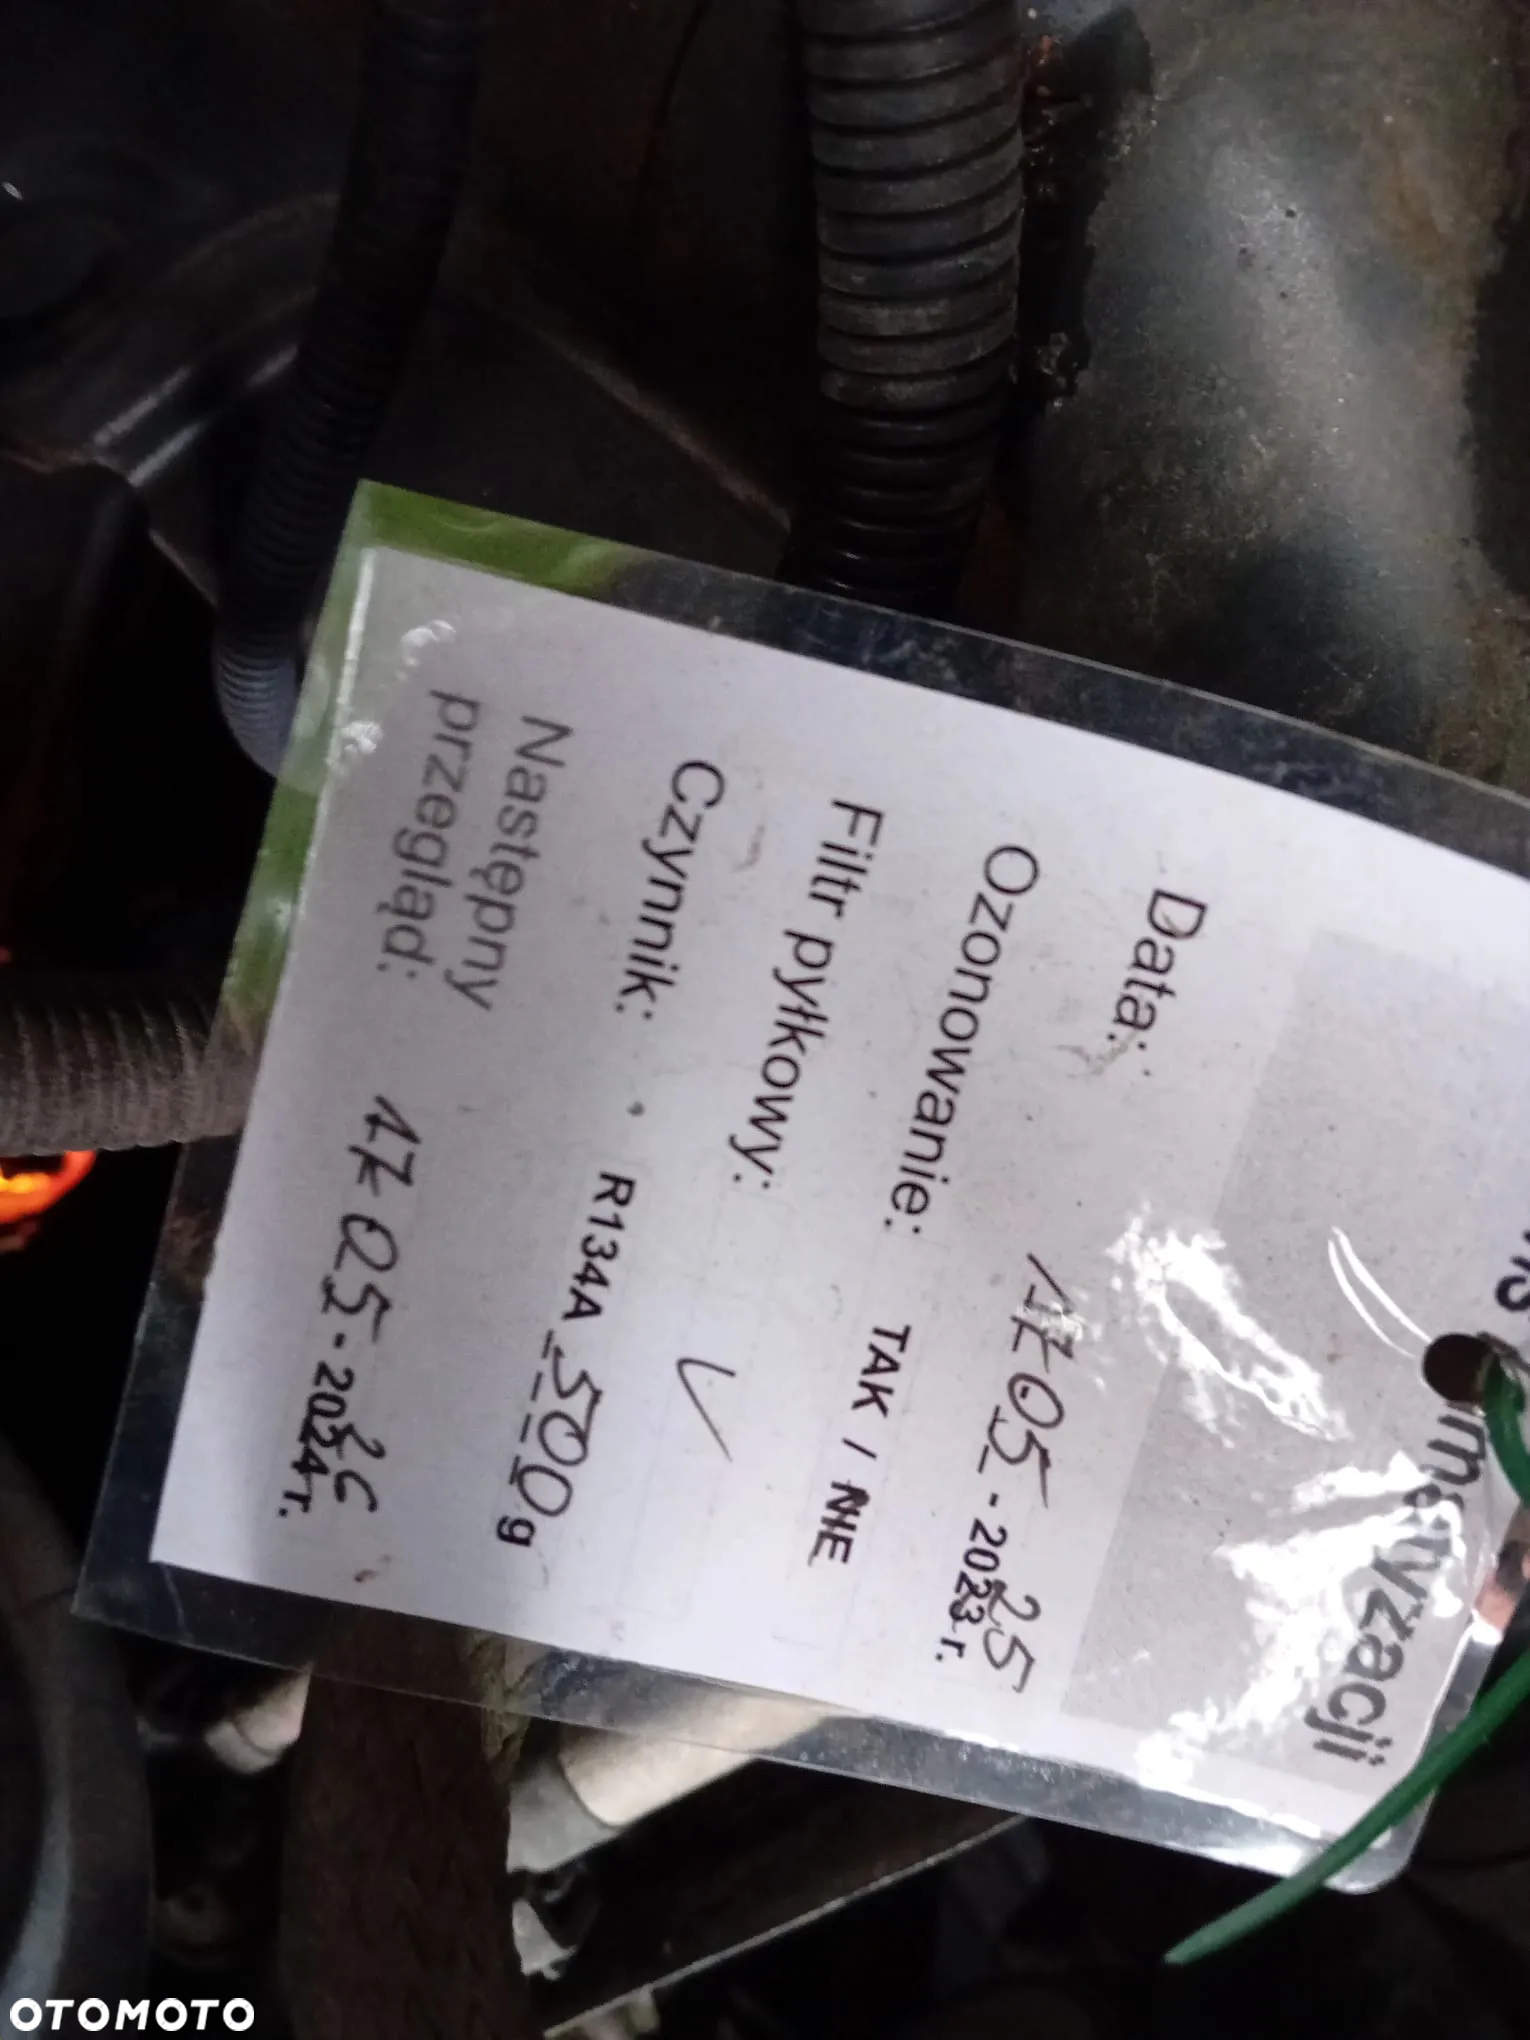 Data: 17.05 - 2025 r.
Ozonowanie: TAK / NIE
Filtr pyłkowy: V
Czynnik: R134A 500 g
Następny
przegląd: 17 05 - 2026 r.
OTOMOTO